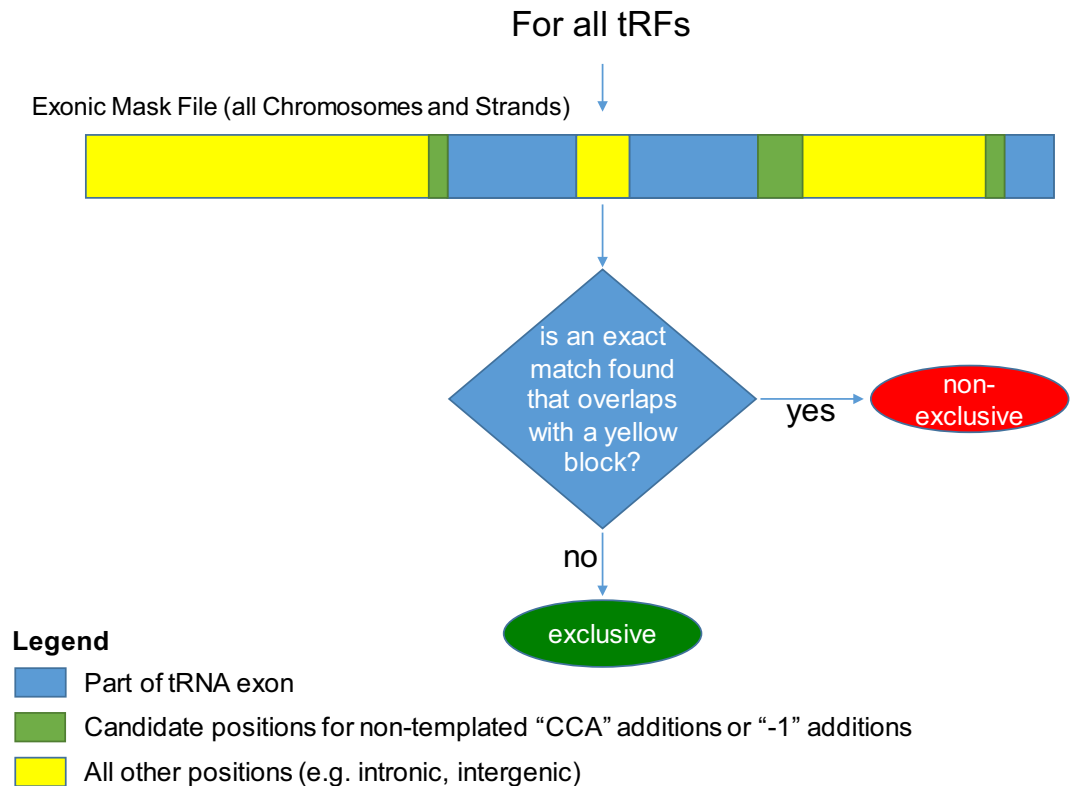 For all tRFs
Exonic Mask File (all Chromosomes and Strands)
is an exact
match found
that overlaps
with a yellow
block?
yes
non-
exclusive
no
exclusive
Legend
Part of tRNA exon
Candidate positions for non-templated “CCA” additions or “-1” additions
All other positions (e.g. intronic, intergenic)